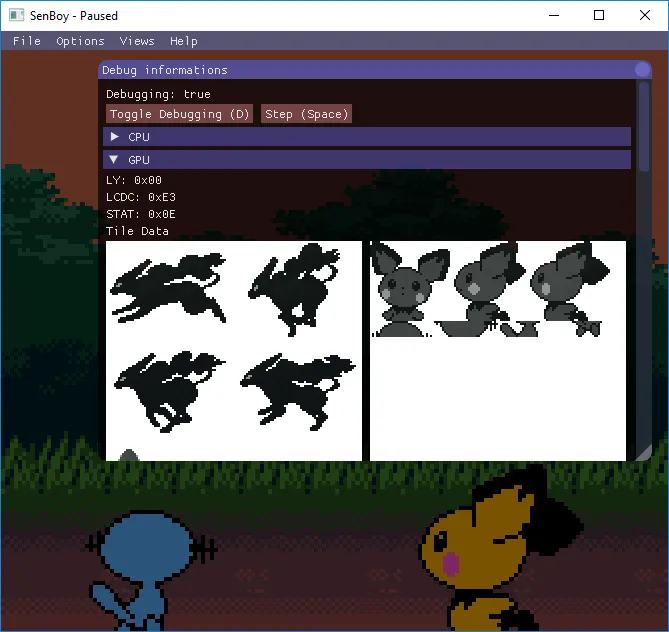 SenBoy - Paused
File Options Views Help
Debug informations
Debugging: true
Toggle Debugging (D) Step (Space)
CPU
GPU
LY: 0x00
LCDC: 0xE3
STAT: 0x0E
Tile Data